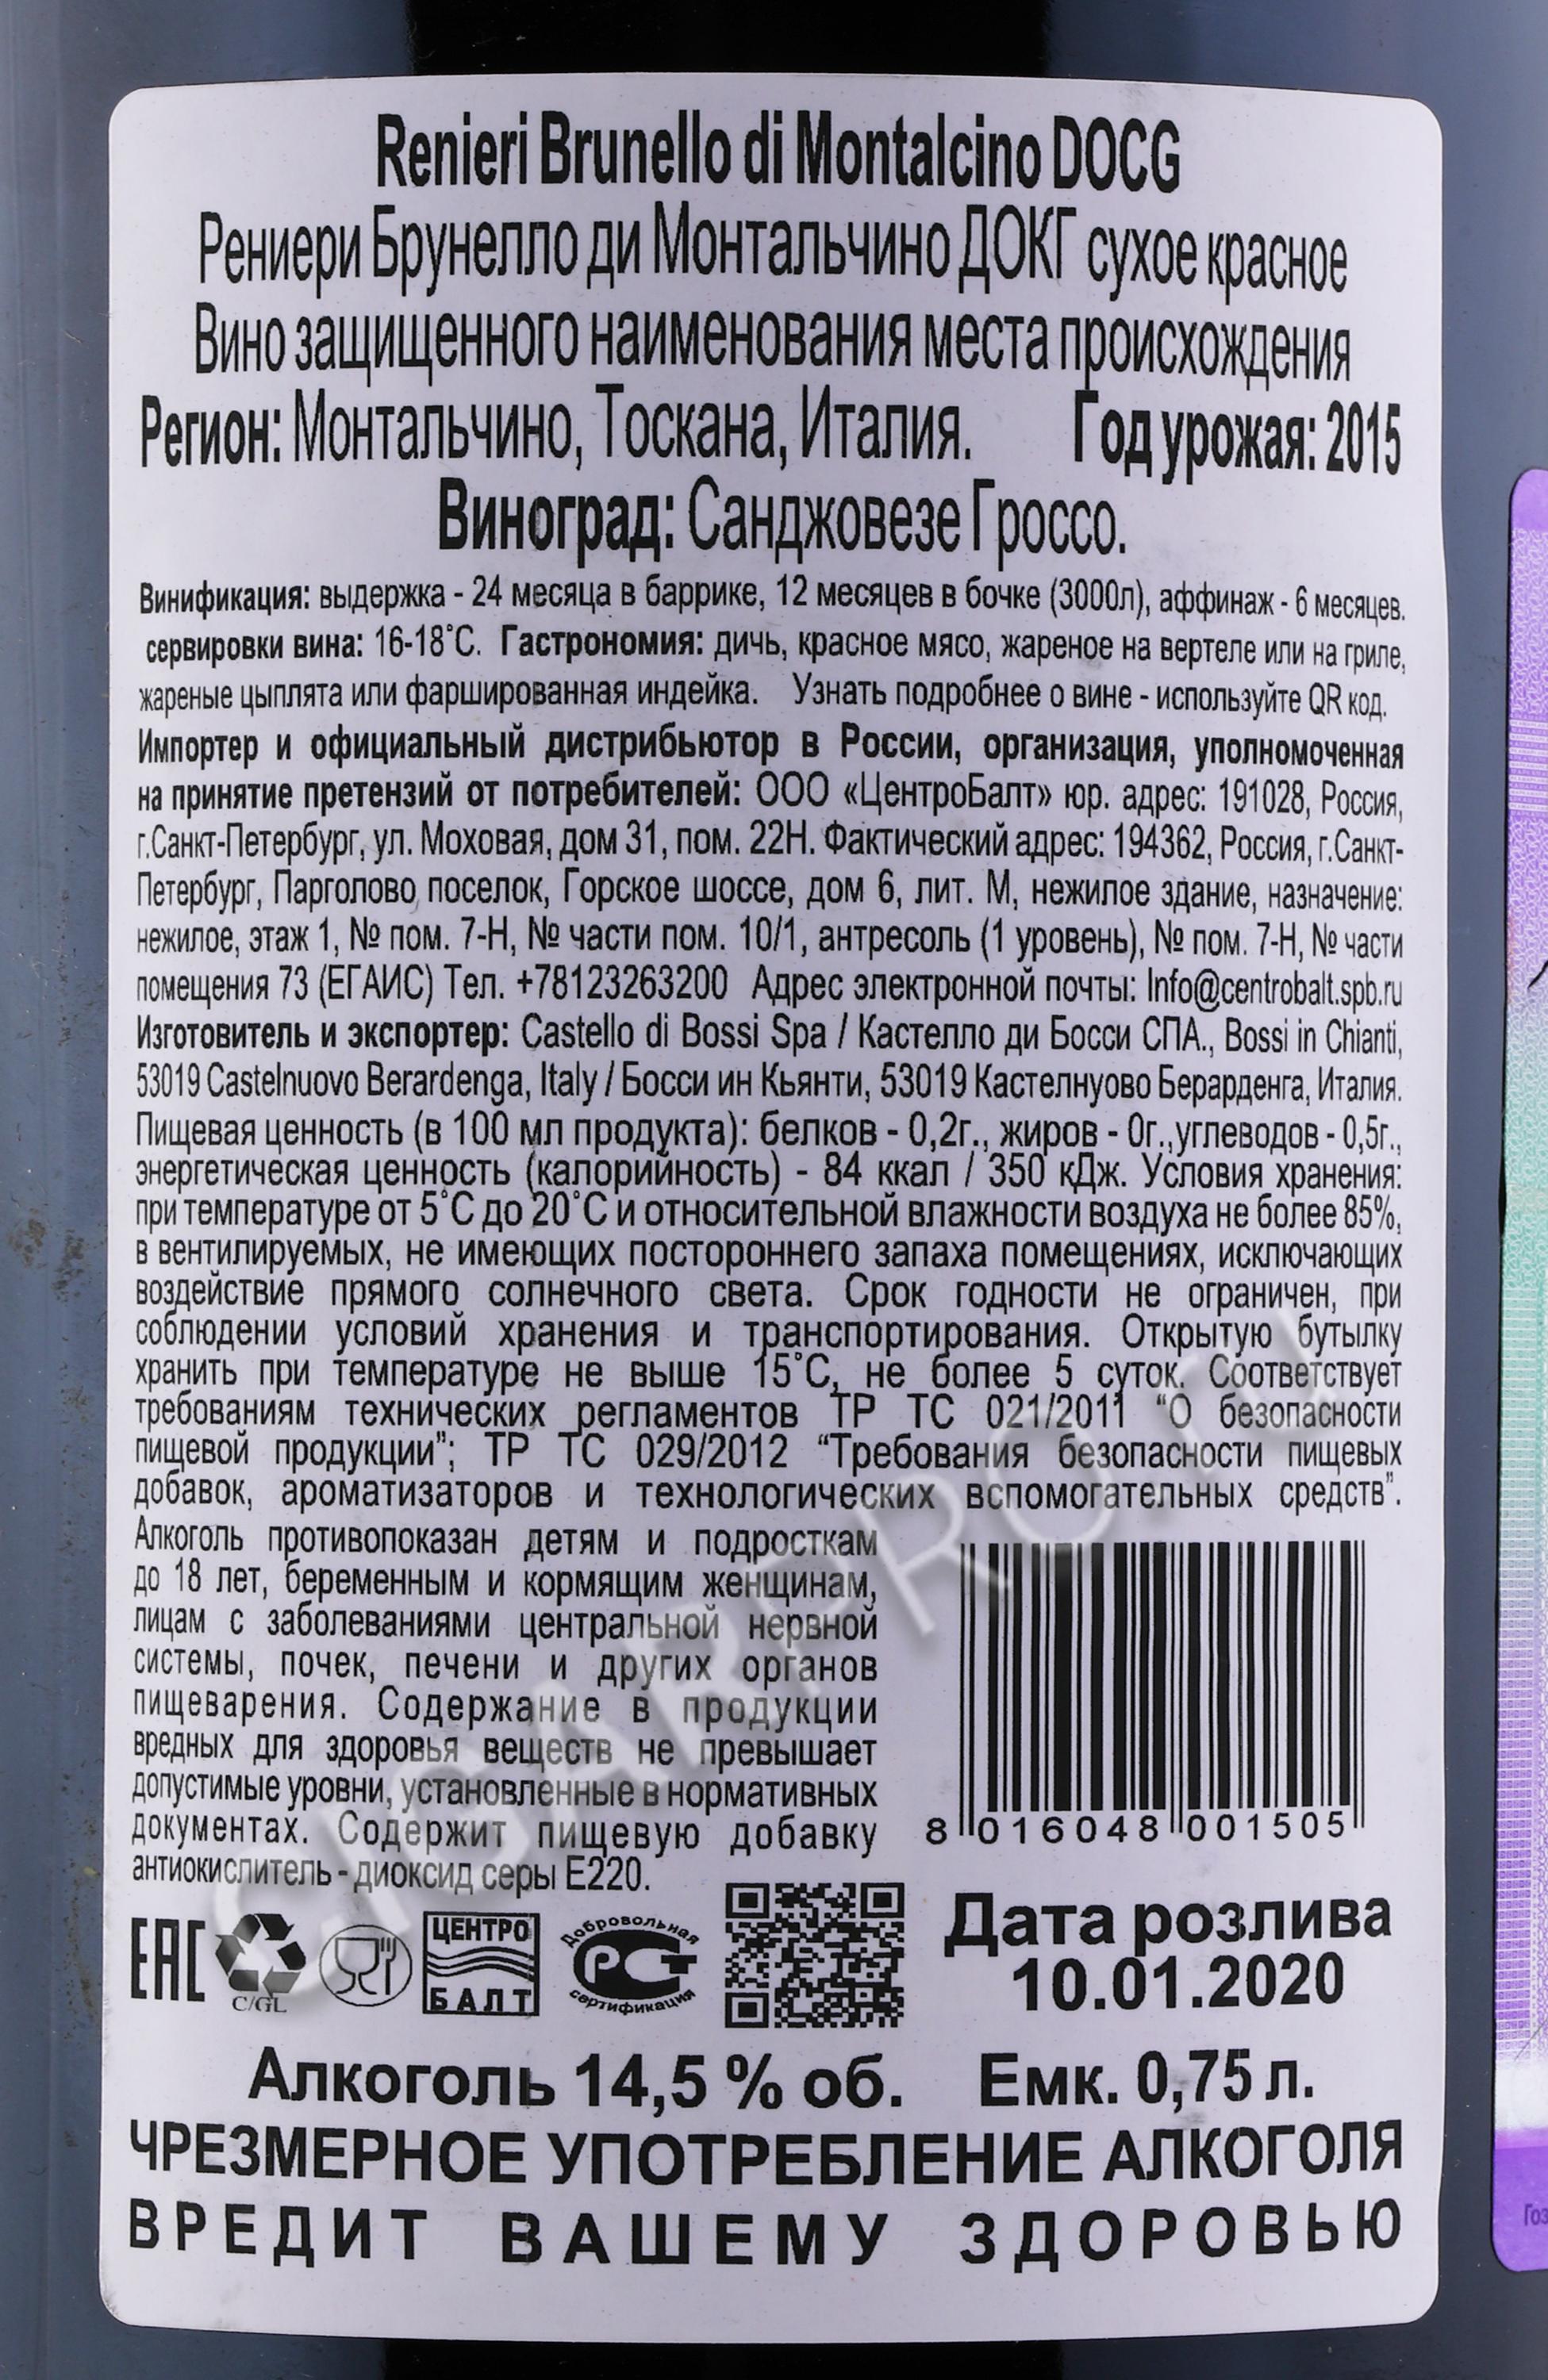 Renieri Brunello di Montalcino DOCG
Рениери Брунелло ди Монтальчино ДОКГ сухое красное
Вино защищенного наименования места происхождения
Регион: Монтальчино, Тоскана, Италия. Год урожая: 2015
Виноград: Санджовезе Гроссо.
Винификация: выдержка - 24 месяца в баррике, 12 месяцев в бочке (3000л), аффинаж - 6 месяцев.
сервировки вина: 16-18°C. Гастрономия: дичь, красное мясо, жареное на вертеле или на гриле,
жареные цыплята или фаршированная индейка. Узнать подробнее о вине - используйте QR код.
Импортер и официальный дистрибьютор в России, организация, уполномоченная
на принятие претензий от потребителей: ООО «ЦентроБалт» юр. адрес: 191028, Россия,
г.Санкт-Петербург, ул. Моховая, дом 31, пом. 22Н. Фактический адрес: 194362, Россия, г.Санкт-
Петербург, Парголово поселок, Горское шоссе, дом 6, лит. М, нежилое здание, назначение:
нежилое, этаж 1, № пом. 7-Н, № части пом. 10/1, антресоль (1 уровень), № пом. 7-Н, № части
помещения 73 (ЕГАИС) Тел. +78123263200 Адрес электронной почты: Info@centrobalt.spb.ru
Изготовитель и экспортер: Castello di Bossi Spa / Кастелло ди Босси СПА., Bossi in Chianti,
53019 Castelnuovo Berardenga, Italy / Босси ин Кьянти, 53019 Кастелнуово Берарденга, Италия.
Пищевая ценность (в 100 мл продукта): белков - 0,2г., жиров - 0г.,углеводов - 0,5г.,
энергетическая ценность (калорийность) - 84 ккал / 350 кДж. Условия хранения:
при температуре от 5°C до 20°C и относительной влажности воздуха не более 85%,
в вентилируемых, не имеющих постороннего запаха помещениях, исключающих
воздействие прямого солнечного света. Срок годности не ограничен, при
соблюдении условий хранения и транспортирования. Открытую бутылку
хранить при температуре не выше 15°C, не более 5 суток. Соответствует
требованиям технических регламентов ТР ТС 021/2011 “О безопасности
пищевой продукции”; ТР ТС 029/2012 “Требования безопасности пищевых
добавок, ароматизаторов и технологических вспомогательных средств”.
Алкоголь противопоказан детям и подросткам
до 18 лет, беременным и кормящим женщинам,
лицам с заболеваниями центральной нервной
системы, почек, печени и других органов
пищеварения. Содержание в продукции
вредных для здоровья веществ не превышает
допустимые уровни, установленные в нормативных
документах. Содержит пищевую добавку
антиокислитель - диоксид серы Е220.
8 016048 001505
EAC
C/GL
ЦЕНТРО
БАЛТ
Добровольная
РСТ
сертификация
Дата розлива
10.01.2020
Алкоголь 14,5 % об. Емк. 0,75 л.
ЧРЕЗМЕРНОЕ УПОТРЕБЛЕНИЕ АЛКОГОЛЯ
ВРЕДИТ ВАШЕМУ ЗДОРОВЬЮ
CIGARPRO.ru